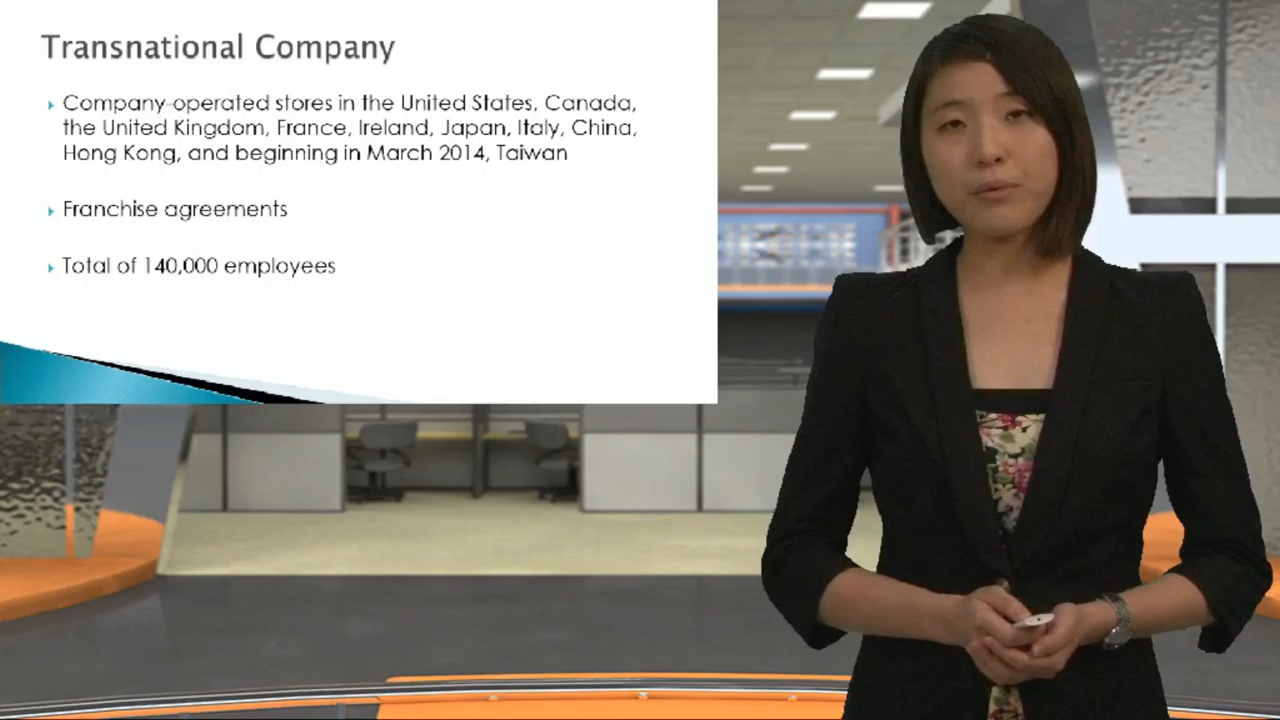 Transnational Company
Company-operated stores in the United States, Canada,
the United Kingdom, France, Ireland, Japan, Italy, China,
Hong Kong, and beginning in March 2014, Taiwan
Franchise agreements
Total of 140,000 employees